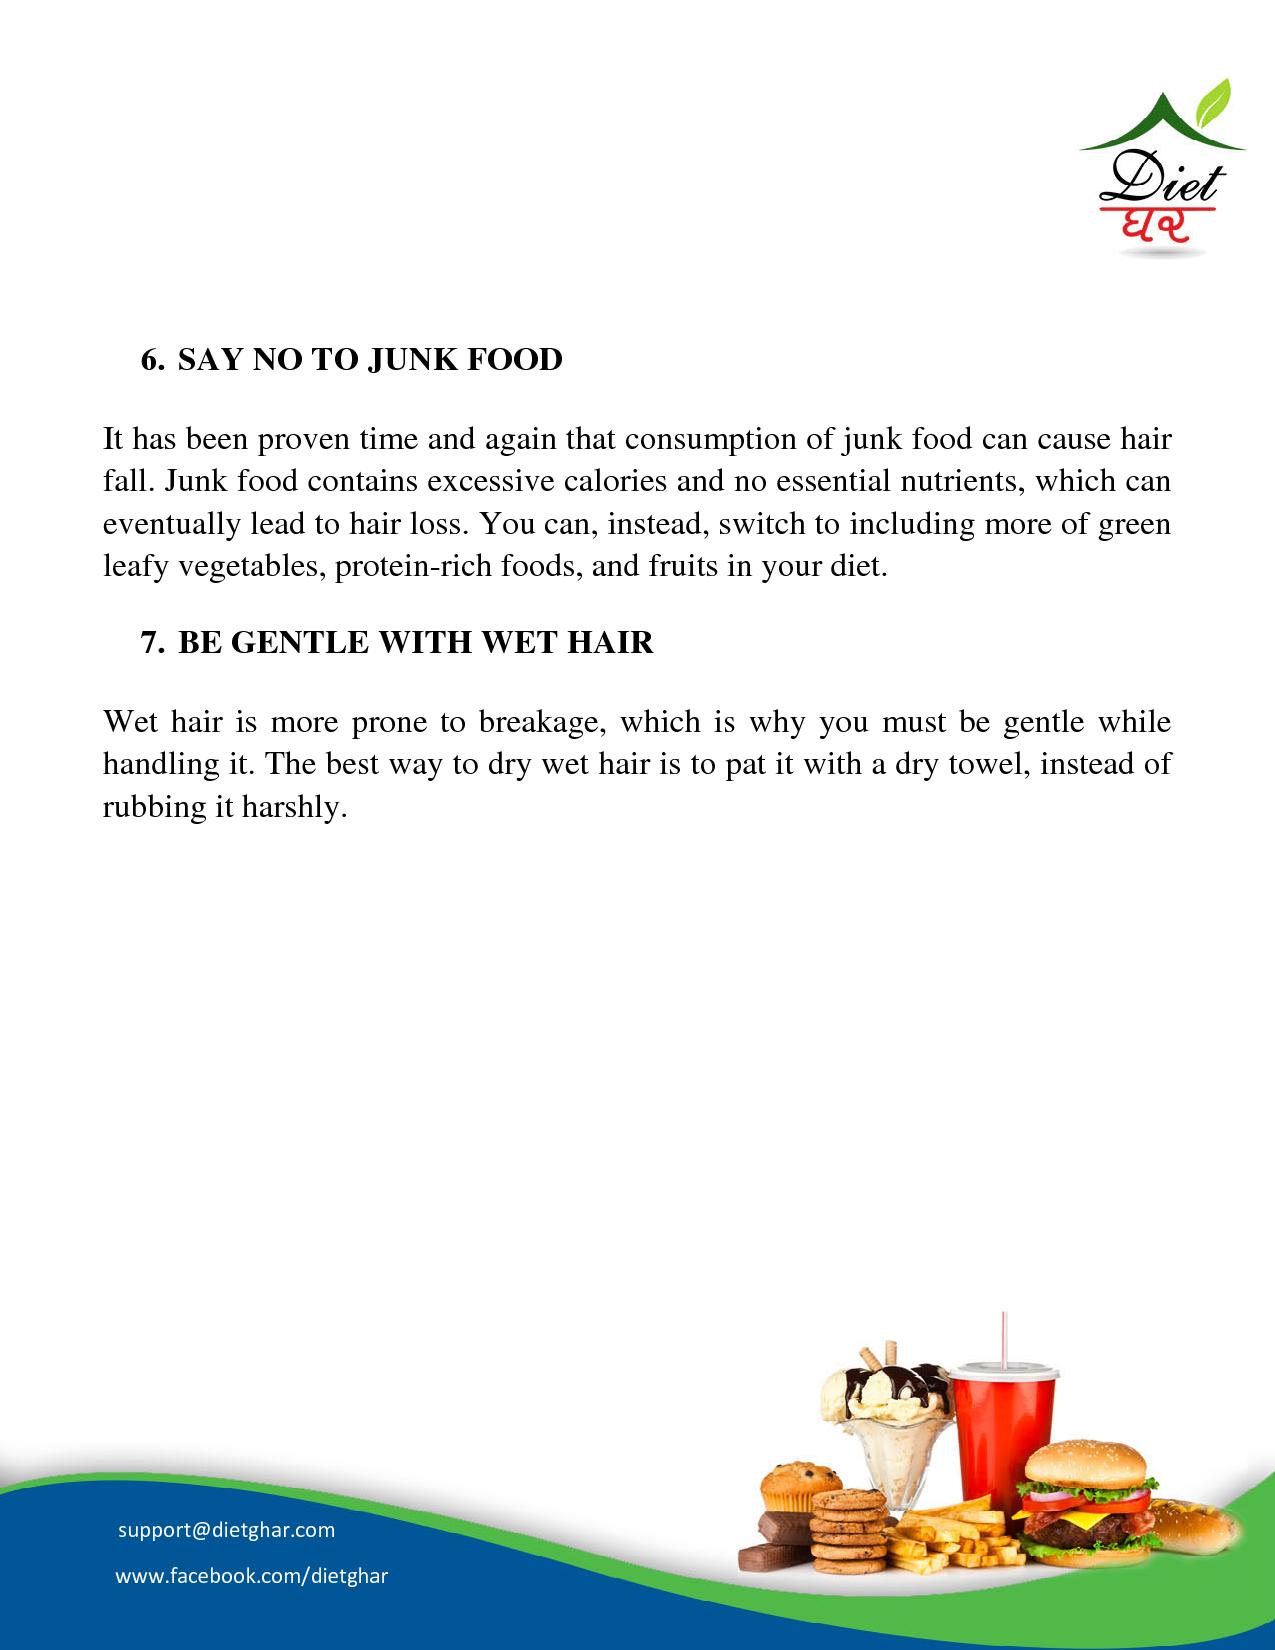 Diet
ઘર
6. SAY NO TO JUNK FOOD
It has been proven time and again that consumption of junk food can cause hair
fall. Junk food contains excessive calories and no essential nutrients, which can
eventually lead to hair loss. You can, instead, switch to including more of green
leafy vegetables, protein-rich foods, and fruits in your diet.
7. BE GENTLE WITH WET HAIR
Wet hair is more prone to breakage, which is why you must be gentle while
handling it. The best way to dry wet hair is to pat it with a dry towel, instead of
rubbing it harshly.
support@dietghar.com
www.facebook.com/dietghar